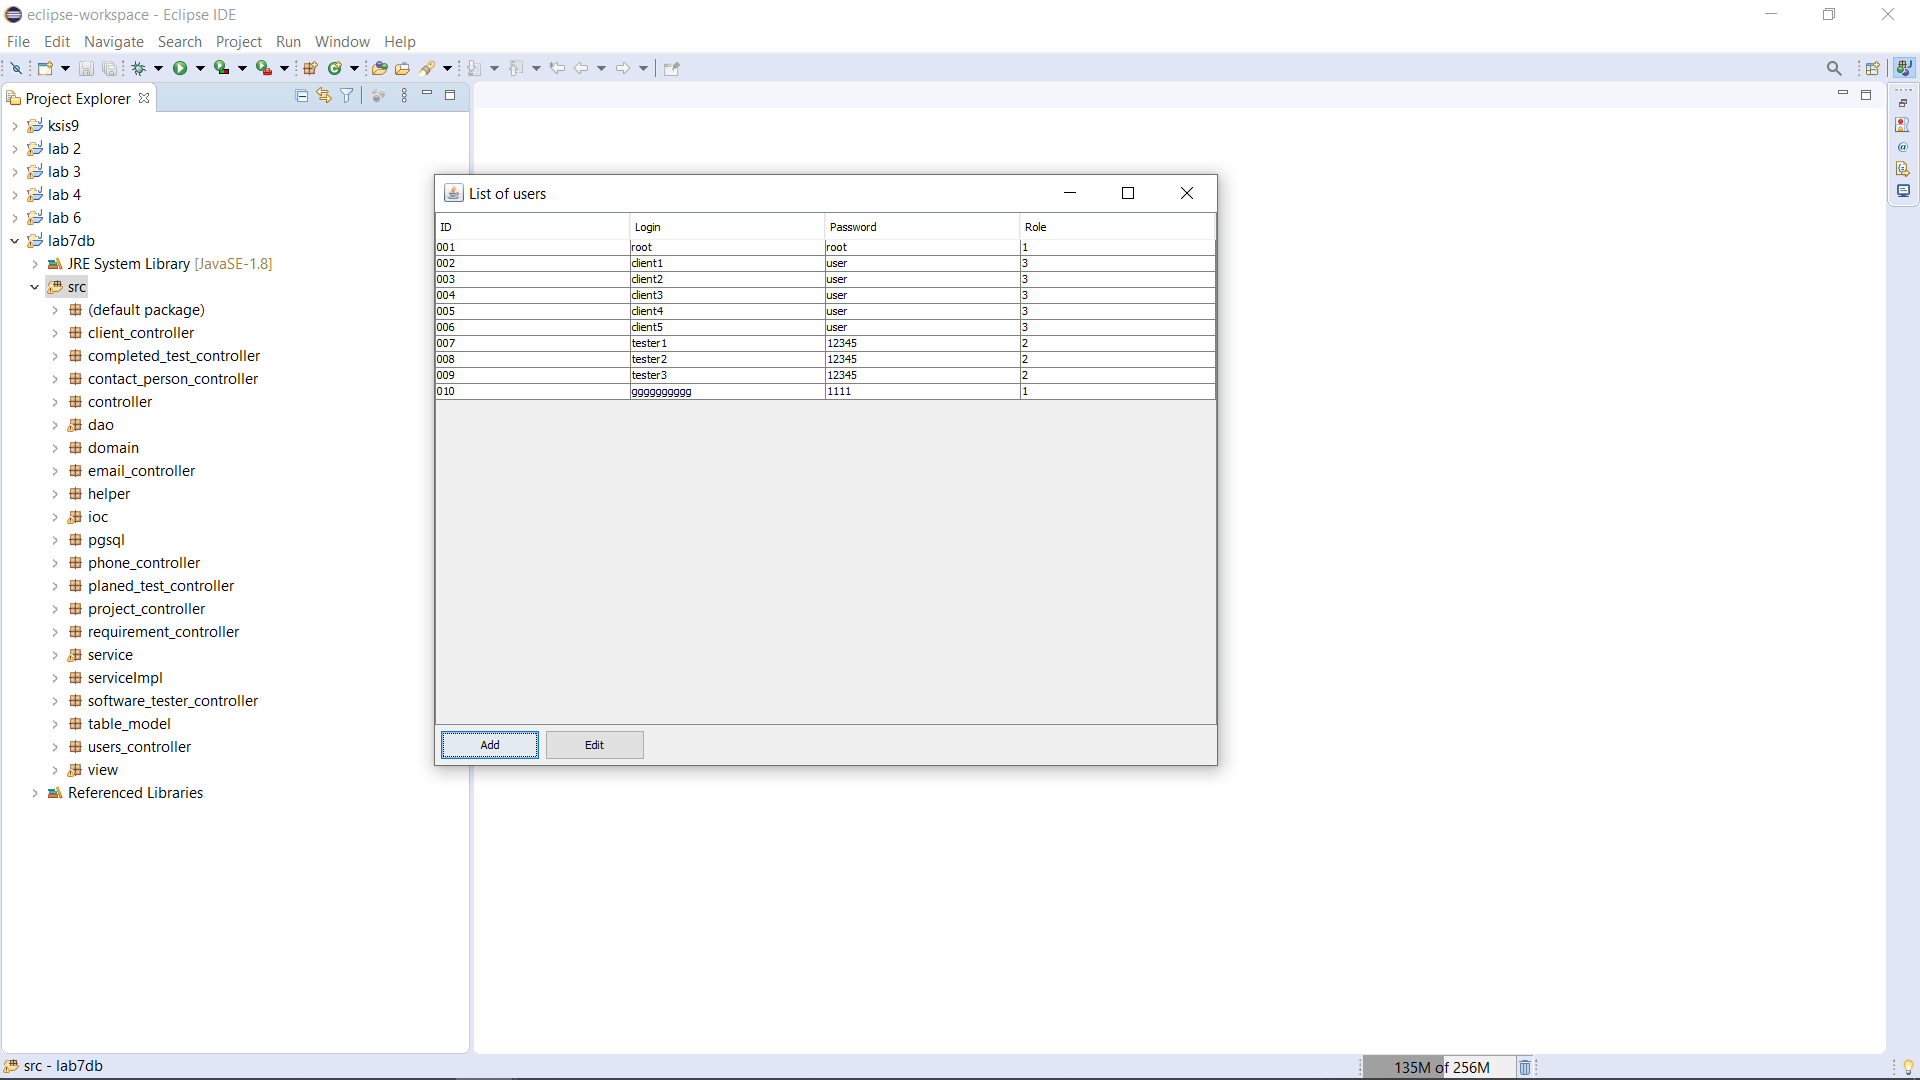 eclipse-workspace - Eclipse IDE
File Edit Navigate Search Project Run Window Help
Project Explorer
ksis9
lab 2
lab 3
lab 4
lab 6
lab7db
JRE System Library [JavaSE-1.8]
src
(default package)
client_controller
completed_test_controller
contact_person_controller
controller
dao
domain
email_controller
helper
ioc
pgsql
phone_controller
planed_test_controller
project_controller
requirement_controller
service
serviceImpl
software_tester_controller
table_model
users_controller
view
Referenced Libraries
List of users
ID Login Password Role
001 root root 1
002 client1 user 3
003 client2 user 3
004 client3 user 3
005 client4 user 3
006 client5 user 3
007 tester1 12345 2
008 tester2 12345 2
009 tester3 12345 2
010 gggggggggg 1111 1
Add Edit
src - lab7db
135M of 256M